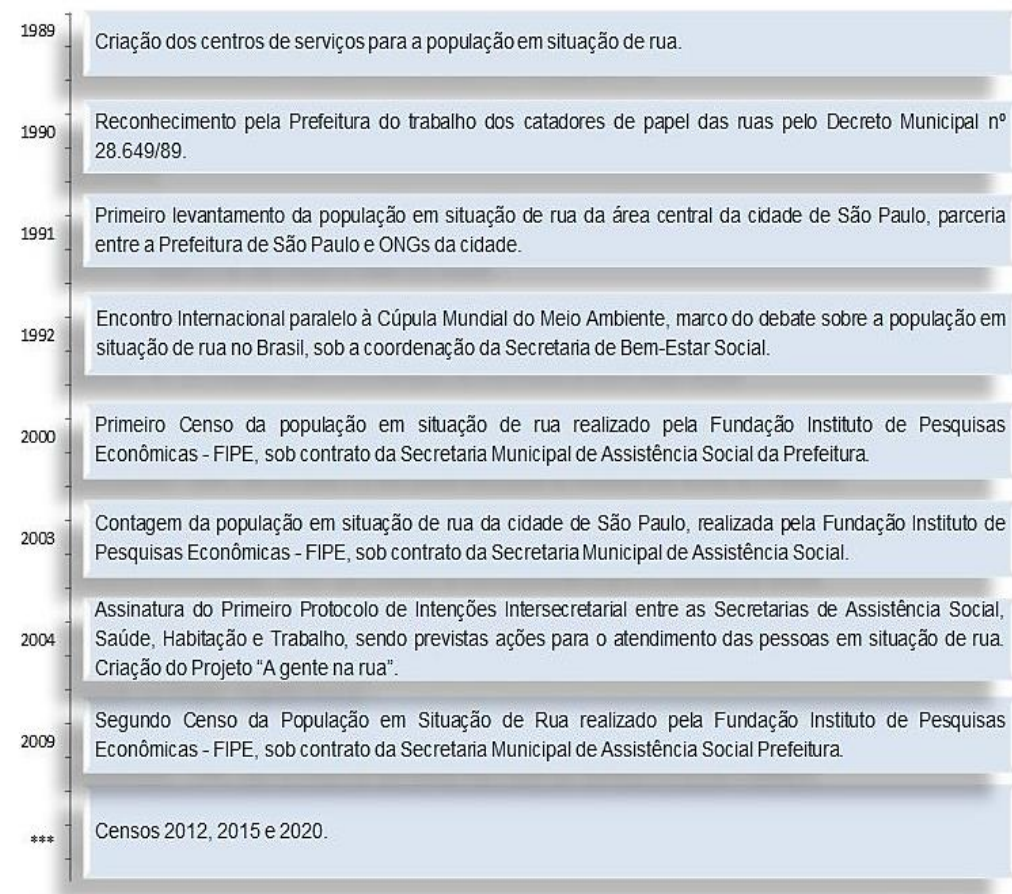 1989
Criação dos centros de serviços para a população em situação de rua.
1990
Reconhecimento pela Prefeitura do trabalho dos catadores de papel das ruas pelo Decreto Municipal nº
28.649/89.
1991
Primeiro levantamento da população em situação de rua da área central da cidade de São Paulo, parceria
entre a Prefeitura de São Paulo e ONGs da cidade.
1992
Encontro Internacional paralelo à Cúpula Mundial do Meio Ambiente, marco do debate sobre a população em
situação de rua no Brasil, sob a coordenação da Secretaria de Bem-Estar Social.
2000
Primeiro Censo da população em situação de rua realizado pela Fundação Instituto de Pesquisas
Econômicas - FIPE, sob contrato da Secretaria Municipal de Assistência Social da Prefeitura.
2003
Contagem da população em situação de rua da cidade de São Paulo, realizada pela Fundação Instituto de
Pesquisas Econômicas - FIPE, sob contrato da Secretaria Municipal de Assistência Social.
2004
Assinatura do Primeiro Protocolo de Intenções Intersecretarial entre as Secretarias de Assistência Social,
Saúde, Habitação e Trabalho, sendo previstas ações para o atendimento das pessoas em situação de rua.
Criação do Projeto “A gente na rua”.
2009
Segundo Censo da População em Situação de Rua realizado pela Fundação Instituto de Pesquisas
Econômicas - FIPE, sob contrato da Secretaria Municipal de Assistência Social Prefeitura.
***
Censos 2012, 2015 e 2020.